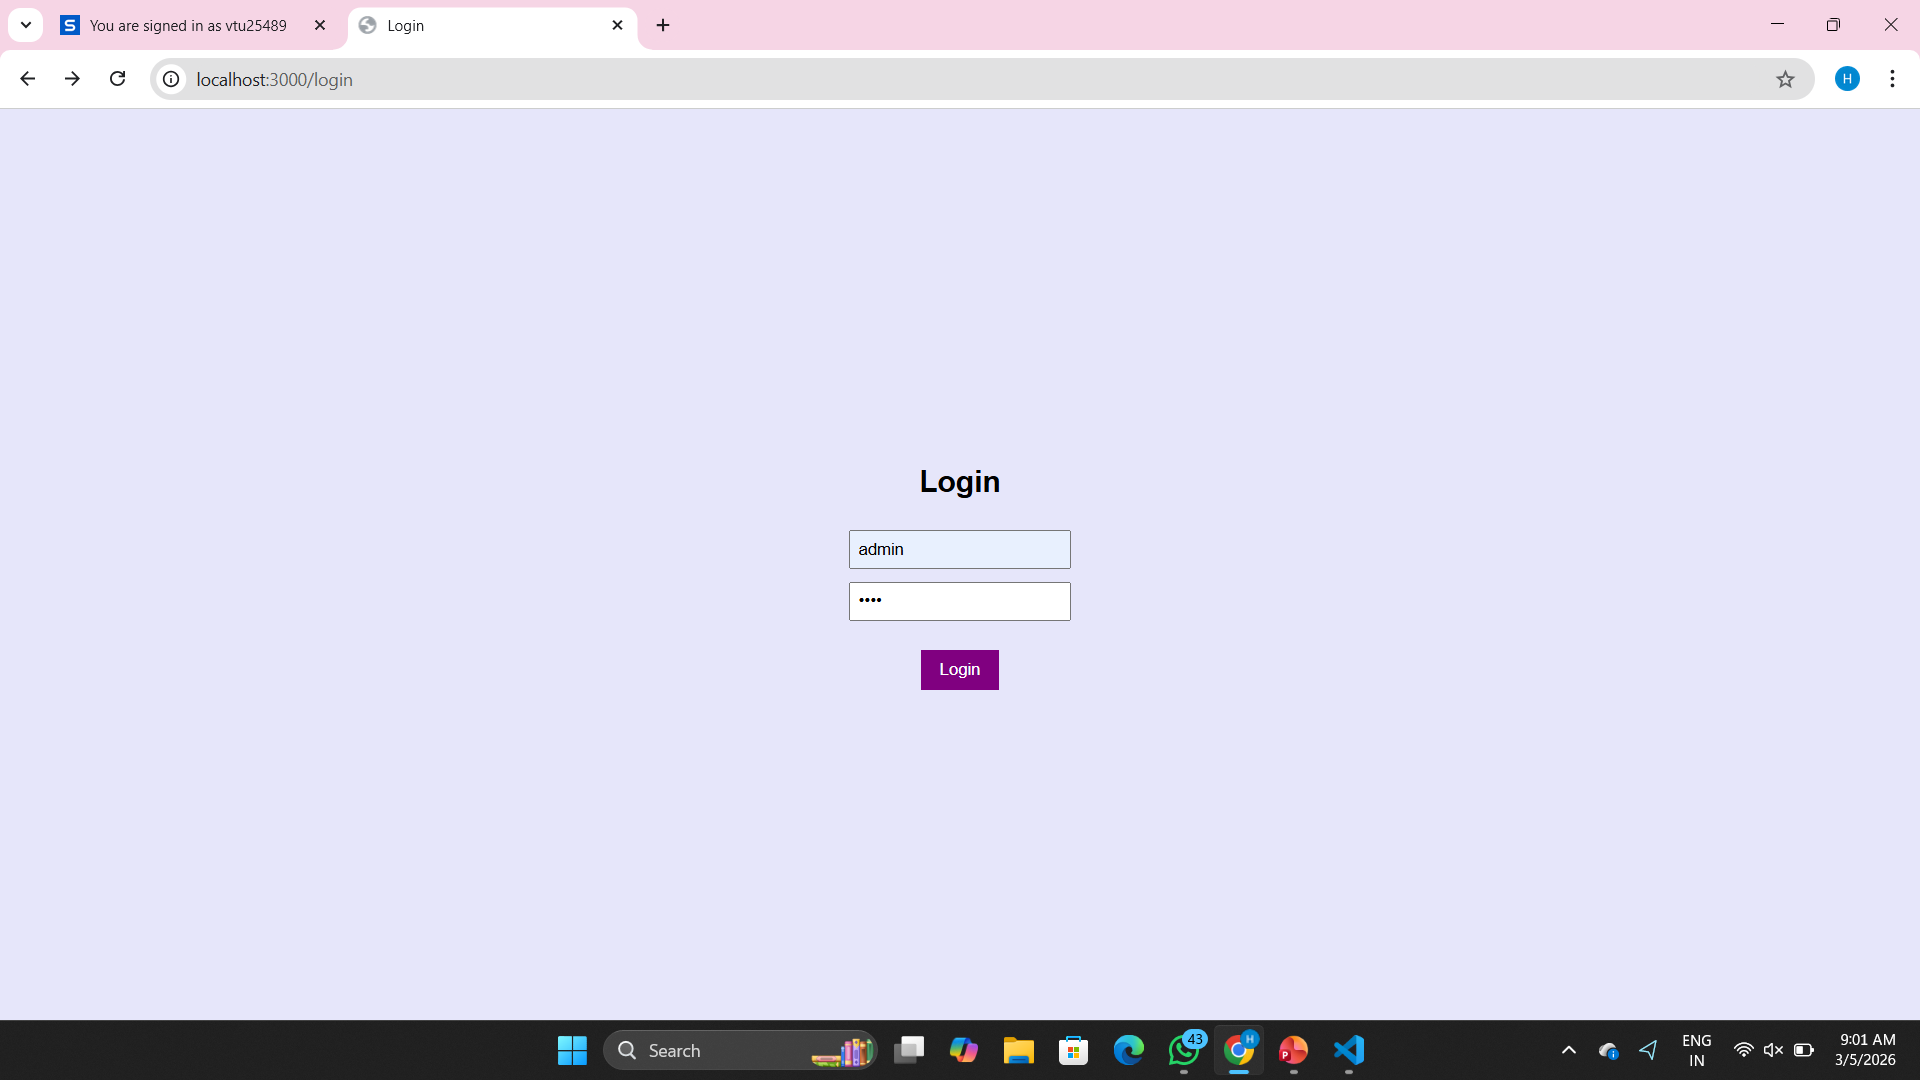 You are signed in as vtu25489
Login
localhost:3000/login
H
Login
admin
••••
Login
Search
43
H
ENG
IN
9:01 AM
3/5/2026